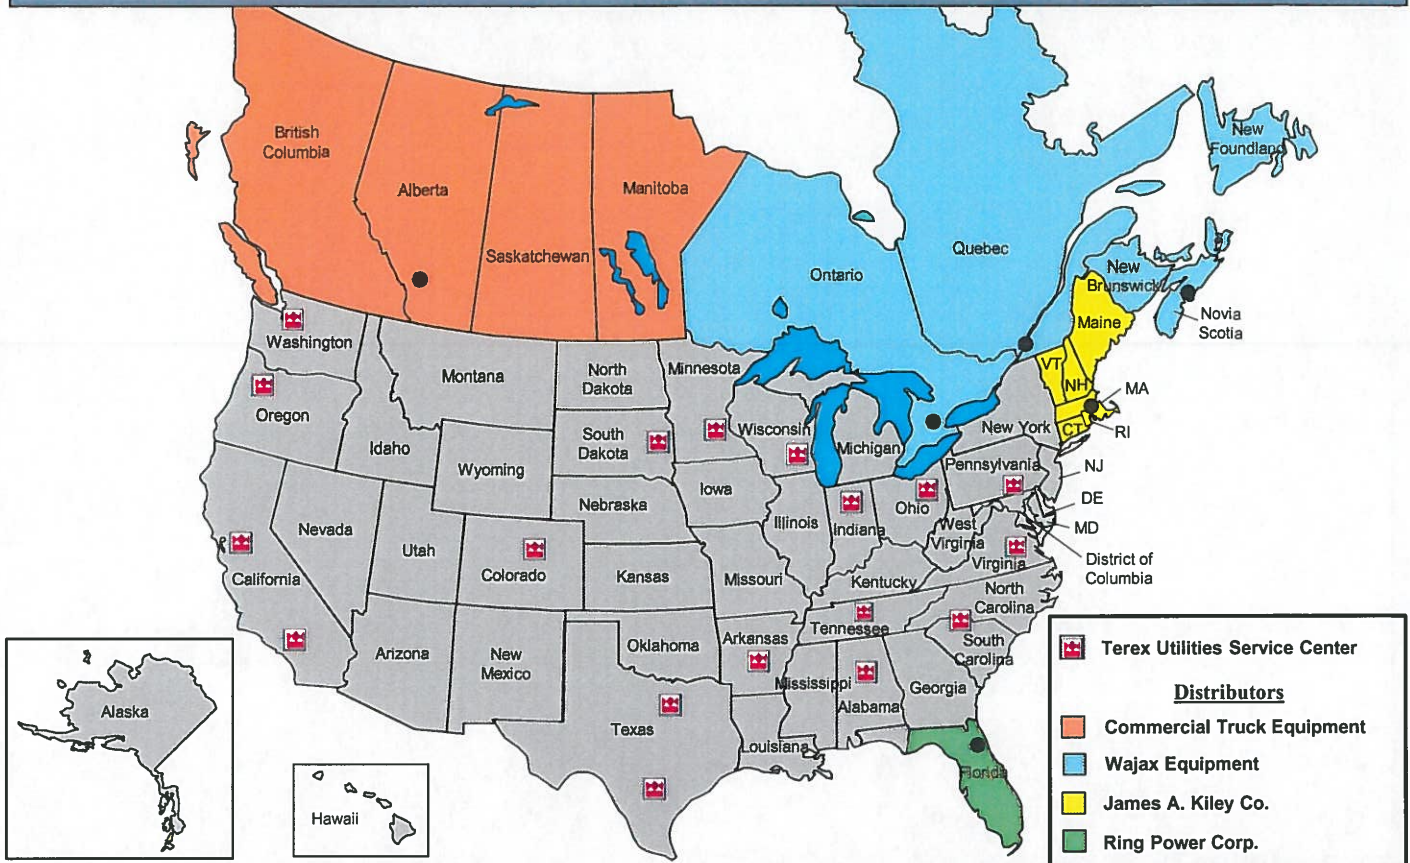 British
Columbia
Alberta
Saskatchewan
Manitoba
Ontario
Quebec
New
Foundland
New
Brunswick
Novia
Scotia
Maine
VT
NH
MA
RI
CT
Washington
Oregon
Idaho
Montana
Wyoming
North
Dakota
South
Dakota
Nebraska
Minnesota
Wisconsin
Michigan
New York
Pennsylvania
NJ
DE
MD
District of
Columbia
Iowa
Illinois
Indiana
Ohio
West
Virginia
Virginia
Nevada
Utah
Colorado
California
Kansas
Missouri
Kentucky
North
Carolina
Tennessee
South
Carolina
Arizona
New
Mexico
Oklahoma
Arkansas
Mississippi
Alabama
Georgia
Texas
Louisiana
Florida
Alaska
Hawaii
Terex Utilities Service Center
Distributors
Commercial Truck Equipment
Wajax Equipment
James A. Kiley Co.
Ring Power Corp.